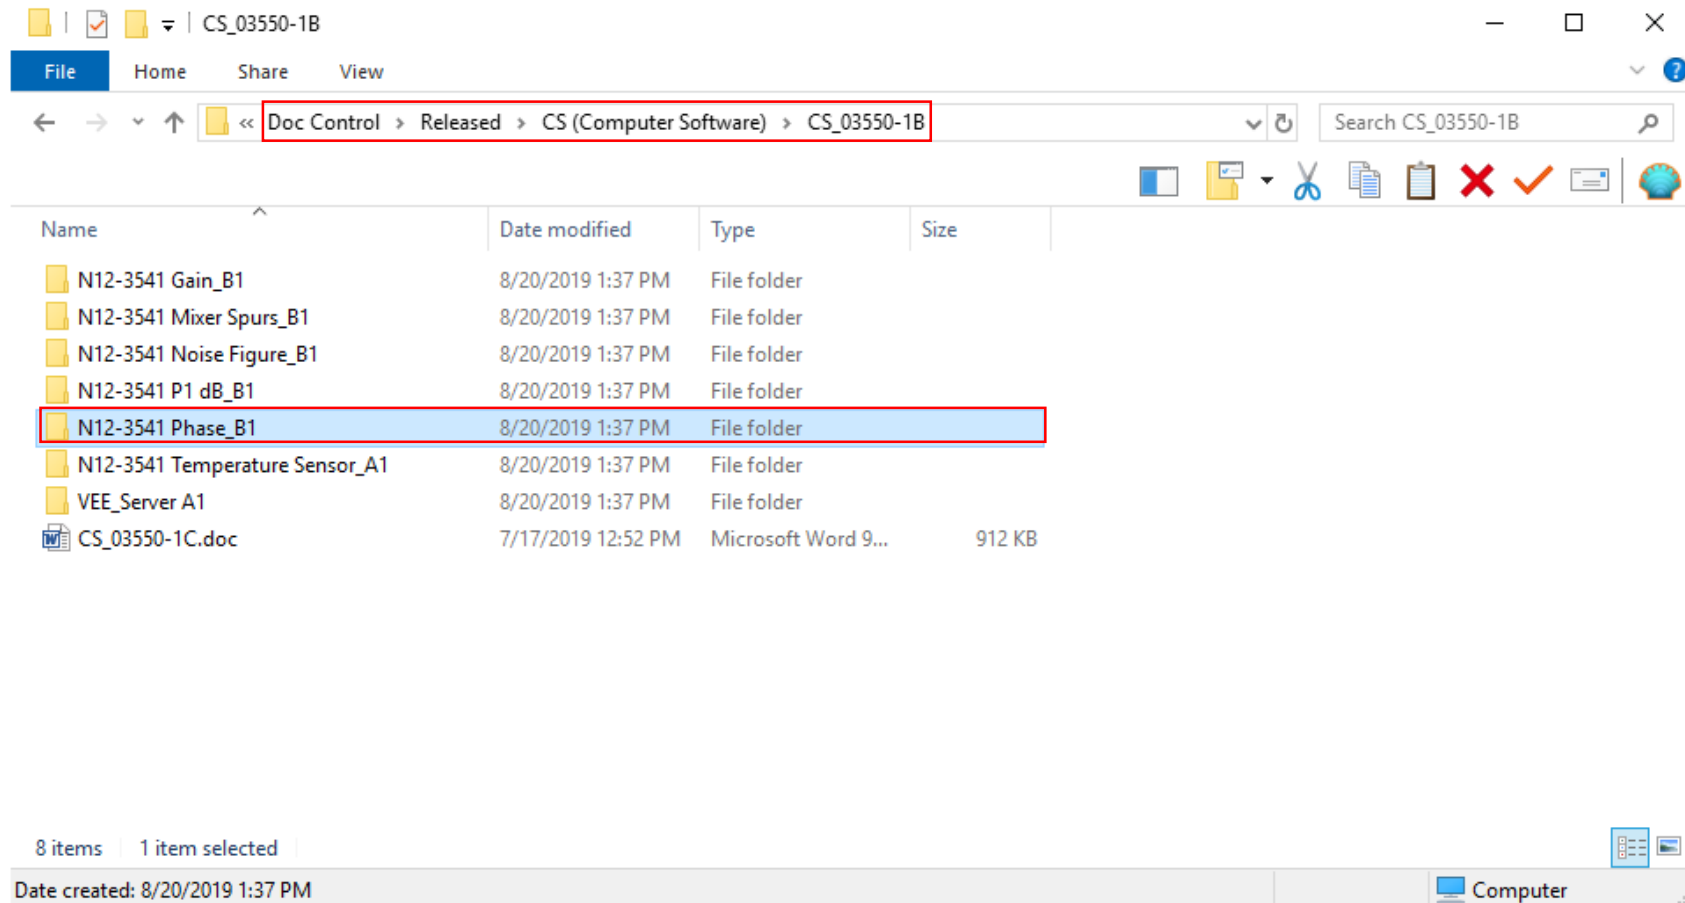 CS_03550-1B
File Home Share View
« Doc Control > Released > CS (Computer Software) > CS_03550-1B Search CS_03550-1B
Name Date modified Type Size
N12-3541 Gain_B1 8/20/2019 1:37 PM File folder
N12-3541 Mixer Spurs_B1 8/20/2019 1:37 PM File folder
N12-3541 Noise Figure_B1 8/20/2019 1:37 PM File folder
N12-3541 P1 dB_B1 8/20/2019 1:37 PM File folder
N12-3541 Phase_B1 8/20/2019 1:37 PM File folder
N12-3541 Temperature Sensor_A1 8/20/2019 1:37 PM File folder
VEE_Server A1 8/20/2019 1:37 PM File folder
CS_03550-1C.doc 7/17/2019 12:52 PM Microsoft Word 9... 912 KB
8 items 1 item selected
Date created: 8/20/2019 1:37 PM Computer